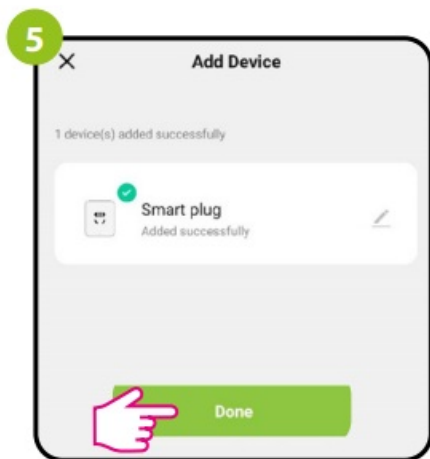 5
Add Device
1 device(s) added successfully
Smart plug
Added successfully
Done